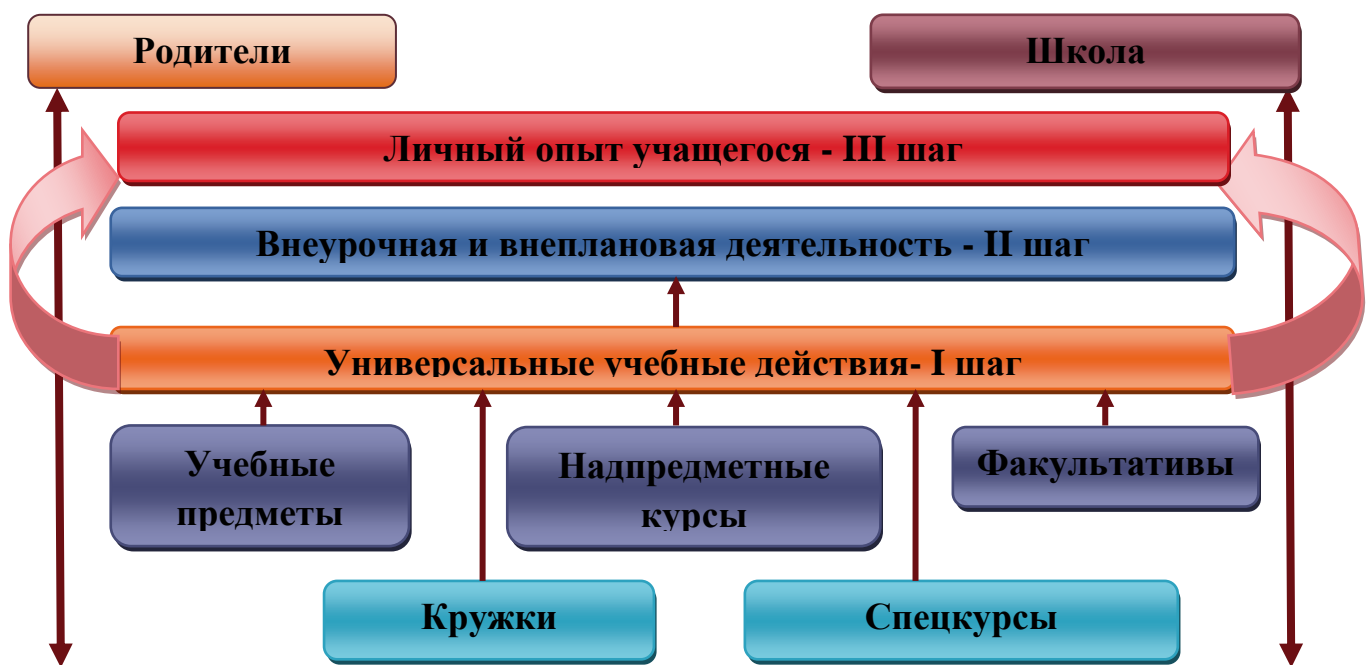 Родители
Школа
Личный опыт учащегося - III шаг
Внеурочная и внеплановая деятельность - II шаг
Универсальные учебные действия- I шаг
Учебные
предметы
Надпредметные
курсы
Факультативы
Кружки
Спецкурсы